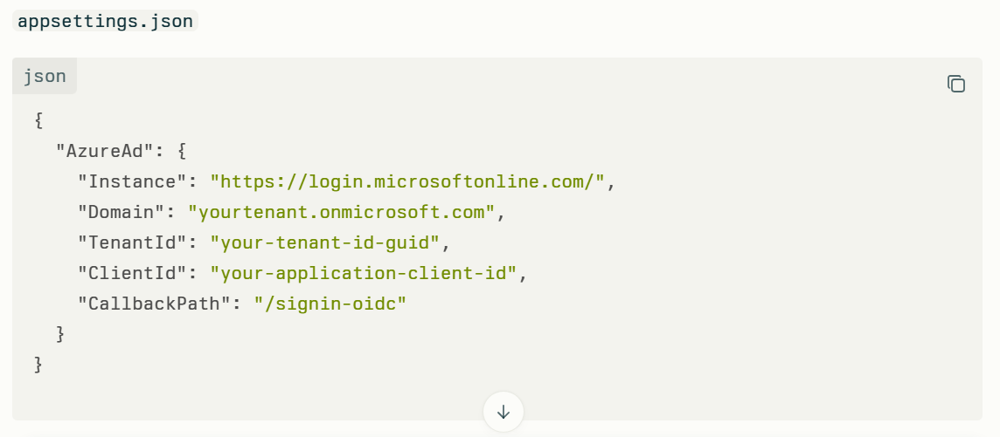 appsettings.json
json
{
  "AzureAd": {
    "Instance": "https://login.microsoftonline.com/",
    "Domain": "yourtenant.onmicrosoft.com",
    "TenantId": "your-tenant-id-guid",
    "ClientId": "your-application-client-id",
    "CallbackPath": "/signin-oidc"
  }
}